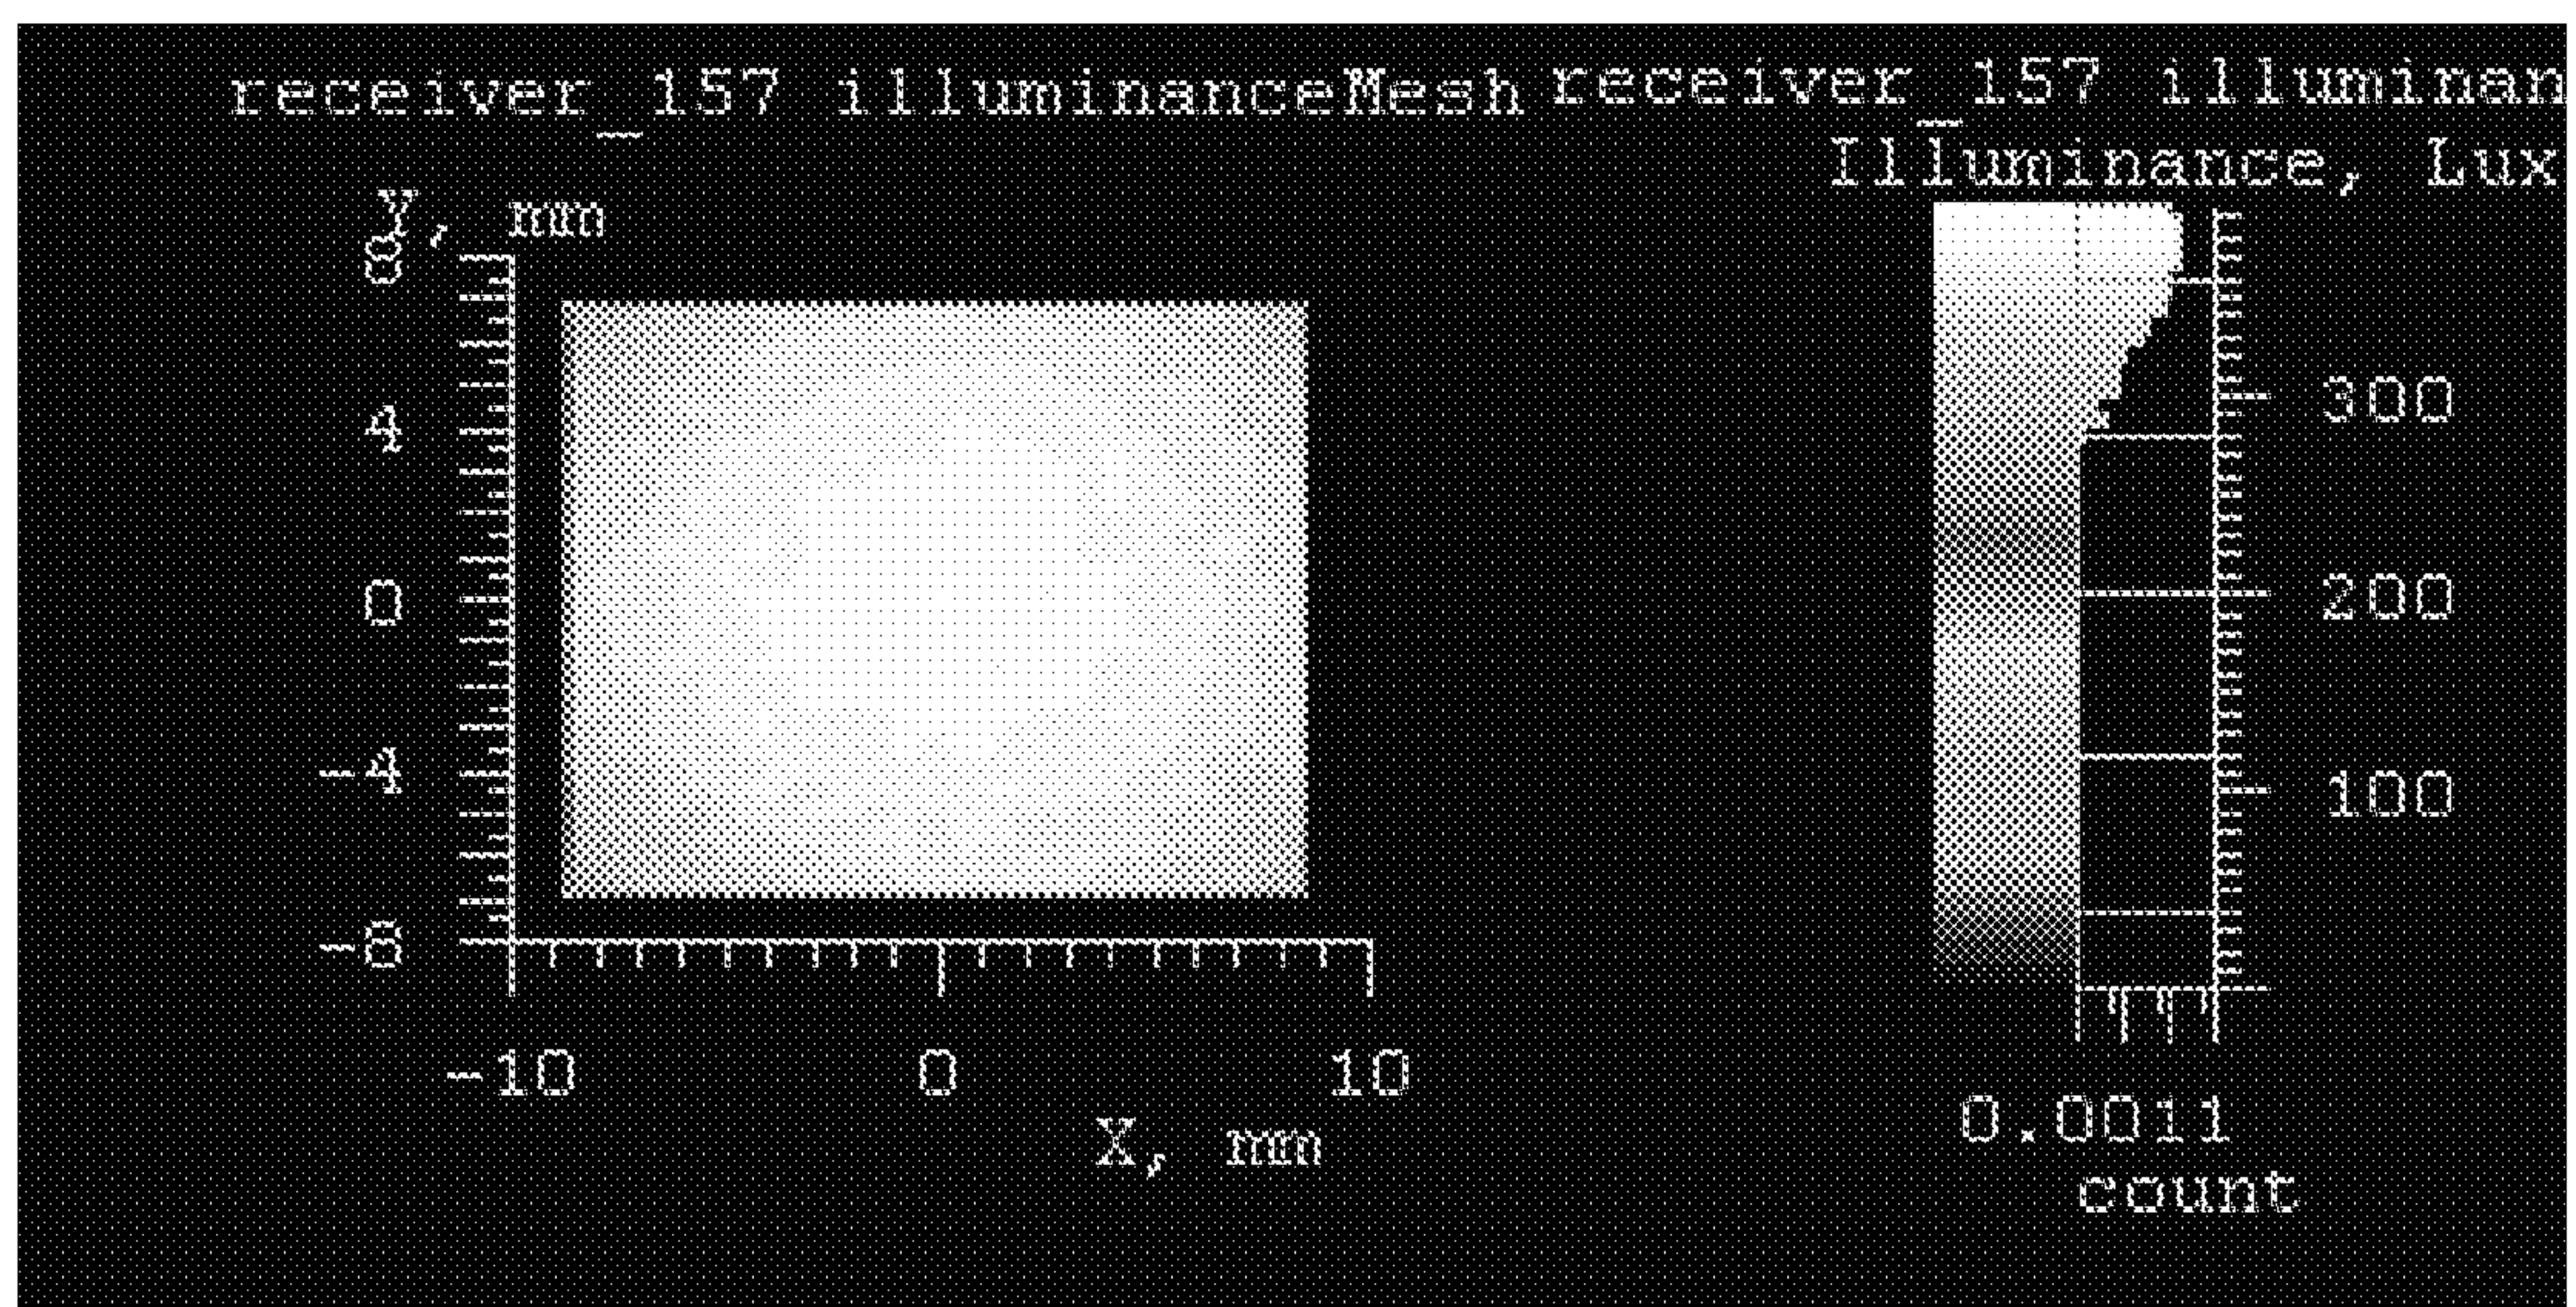 receiver_157 illuminanceMesh
receiver_157 illuminan
Illuminance, Lux
Y, mm
8
4
0
-4
-8
-10 0 10
X, mm
300
200
100
0.0011
count